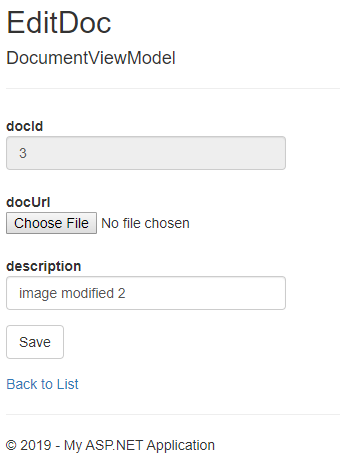 EditDoc
DocumentViewModel
docId
3
docUrl
Choose File No file chosen
description
image modified 2
Save
Back to List
© 2019 - My ASP.NET Application